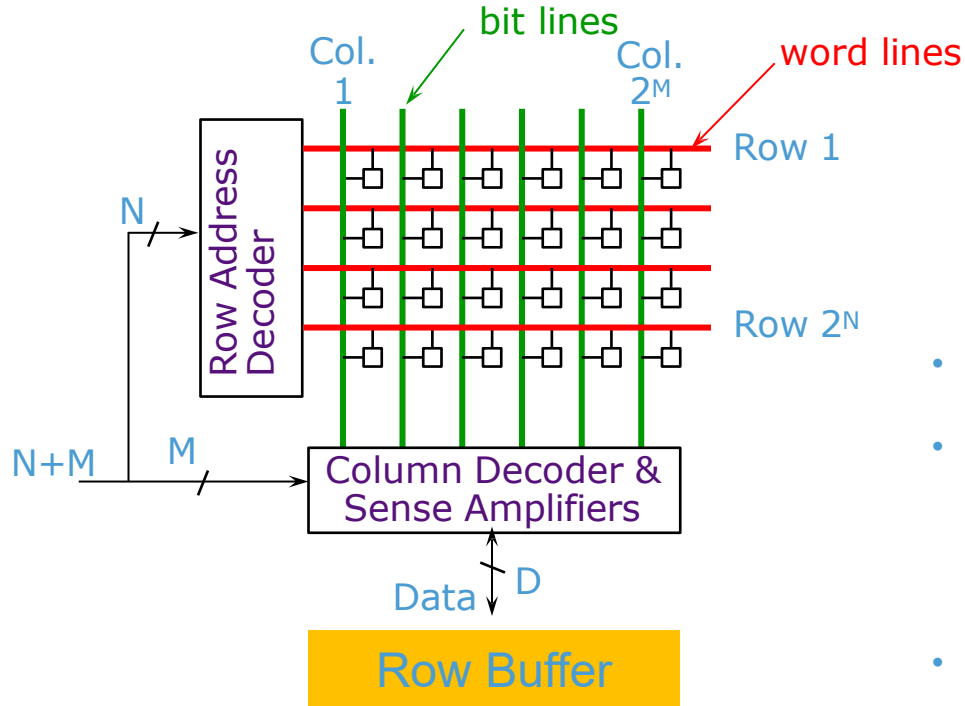 bit lines
Col.
1
Col.
2ᴹ
word lines
Row 1
Row Address
Decoder
N
Row 2ᴺ
•
•
N+M
M
Column Decoder &
Sense Amplifiers
Data
D
Row Buffer
•